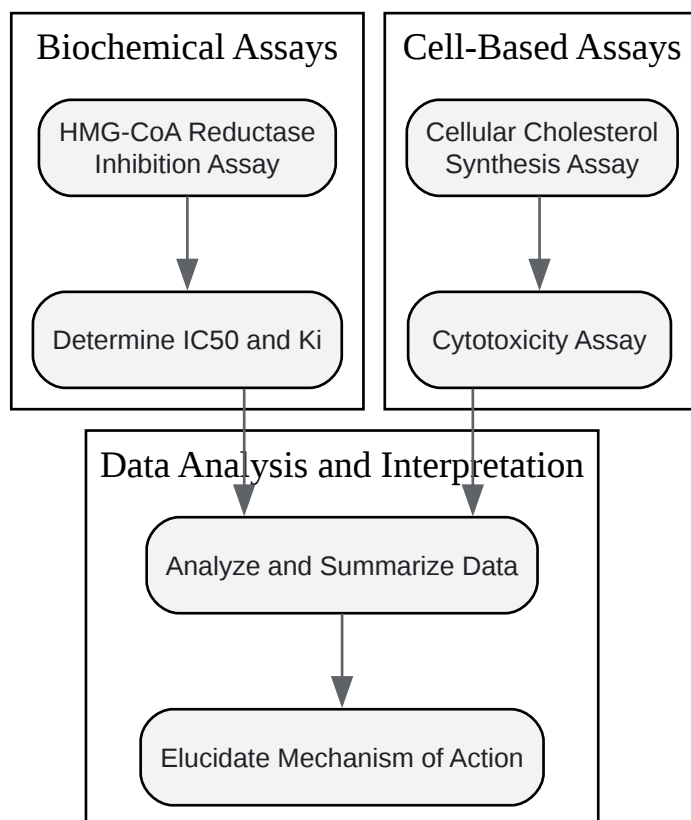 Biochemical Assays
HMG-CoA Reductase
Inhibition Assay
Determine IC50 and Ki
Cell-Based Assays
Cellular Cholesterol
Synthesis Assay
Cytotoxicity Assay
Data Analysis and Interpretation
Analyze and Summarize Data
Elucidate Mechanism of Action